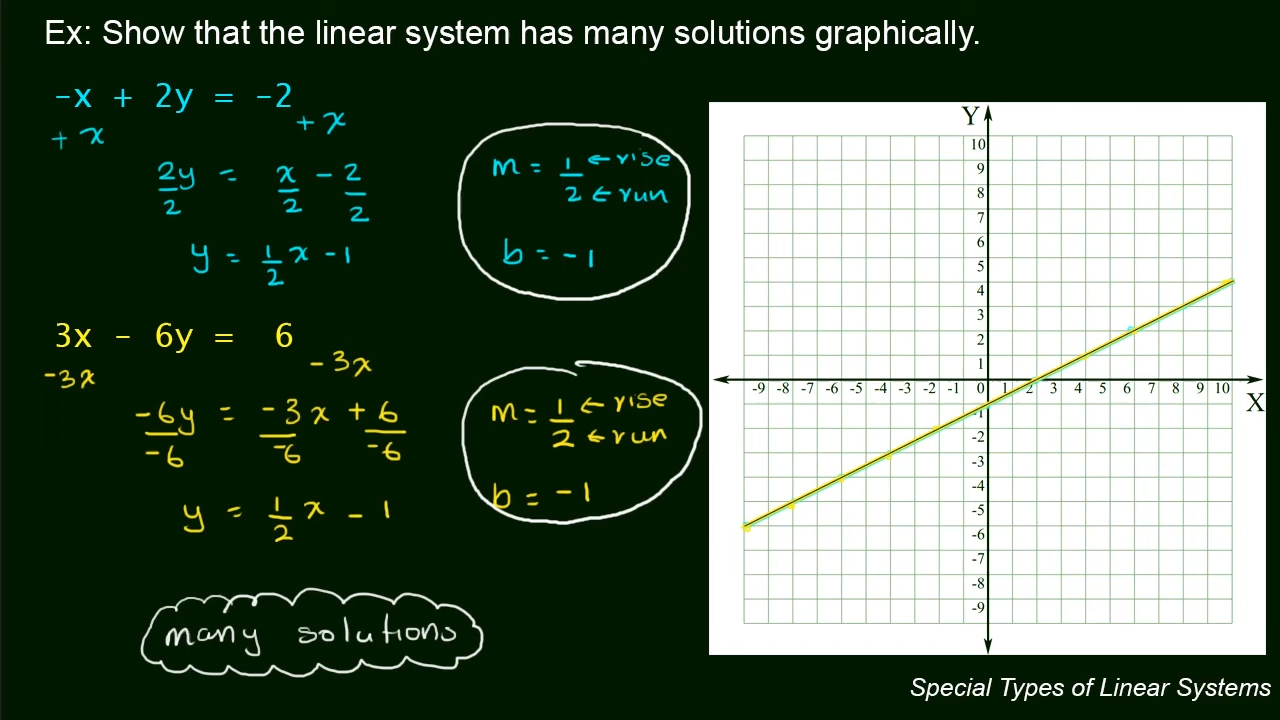 Ex: Show that the linear system has many solutions graphically.
-x + 2y = -2
+ x + x
2y/2 = x/2 - 2/2
y = 1/2 x - 1
m = 1/2 ← rise ← run
b = -1
3x - 6y = 6
-3x - 3x
-6y/-6 = -3x/-6 + 6/-6
y = 1/2 x - 1
m = 1/2 ← rise ← run
b = -1
many solutions
Y
10
9
8
7
6
5
4
3
2
1
-9 -8 -7 -6 -5 -4 -3 -2 -1 0 1 2 3 4 5 6 7 8 9 10
X
-1
-2
-3
-4
-5
-6
-7
-8
-9
Special Types of Linear Systems